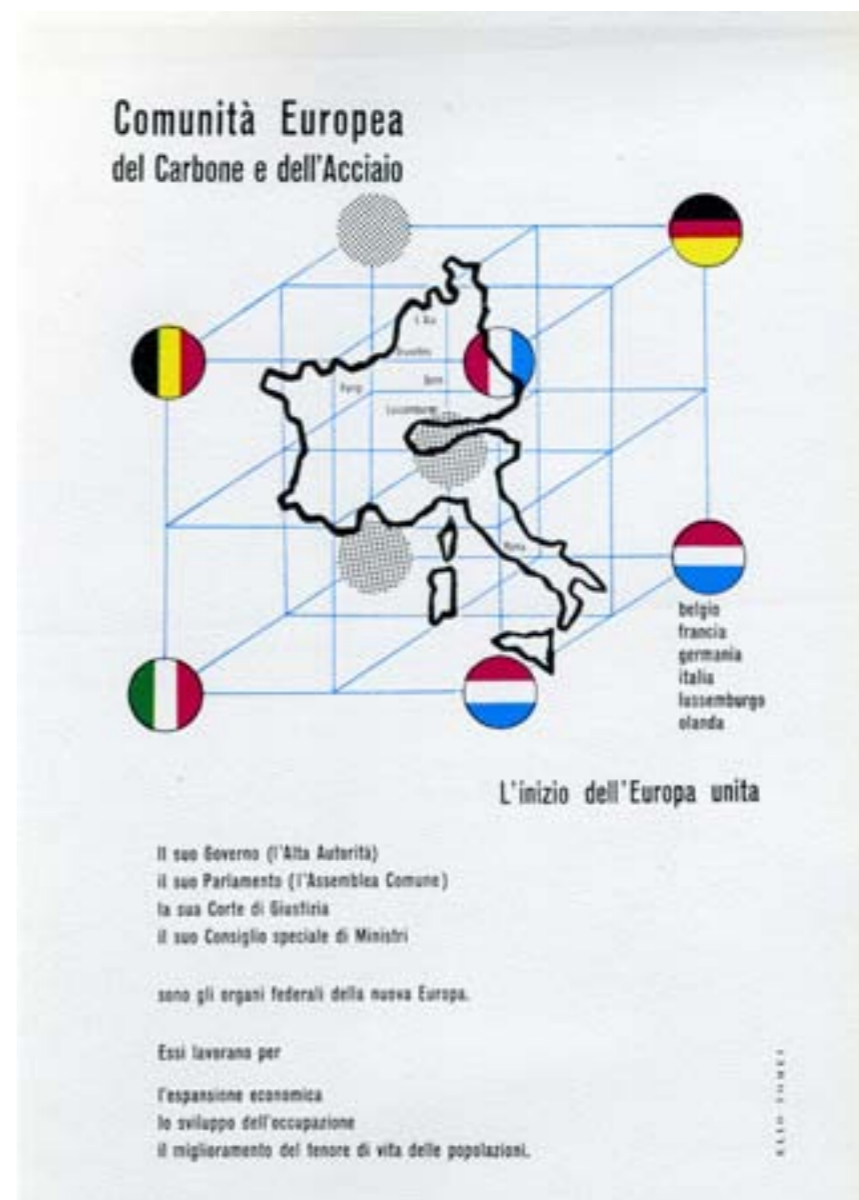 Comunità Europea
del Carbone e dell'Acciaio
L'Aia
Bruxelles
Bonn
Parigi
Roma
belgio
francia
germania
italia
lussemburgo
olanda
L'inizio dell'Europa unita
Il suo Governo (l'Alta Autorità)
il suo Parlamento (l'Assemblea Comune)
la sua Corte di Giustizia
il suo Consiglio speciale di Ministri
sono gli organi federali della nuova Europa.
Essi lavorano per
l'espansione economica
lo sviluppo dell'occupazione
il miglioramento del tenore di vita delle popolazioni.